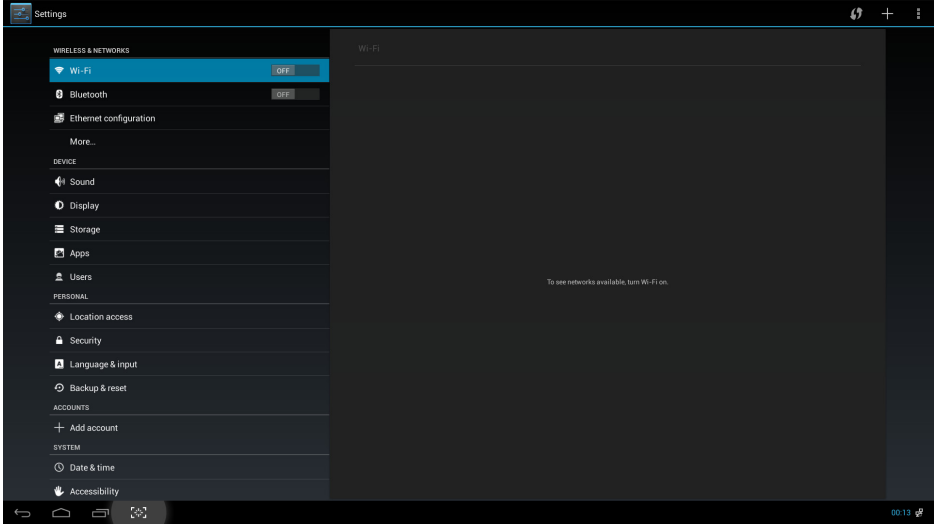 Settings
WIRELESS & NETWORKS
Wi-Fi
OFF
Bluetooth
OFF
Ethernet configuration
More...
DEVICE
Sound
Display
Storage
Apps
Users
PERSONAL
Location access
Security
Language & input
Backup & reset
ACCOUNTS
Add account
SYSTEM
Date & time
Accessibility
Wi-Fi
To see networks available, turn Wi-Fi on.
00:13